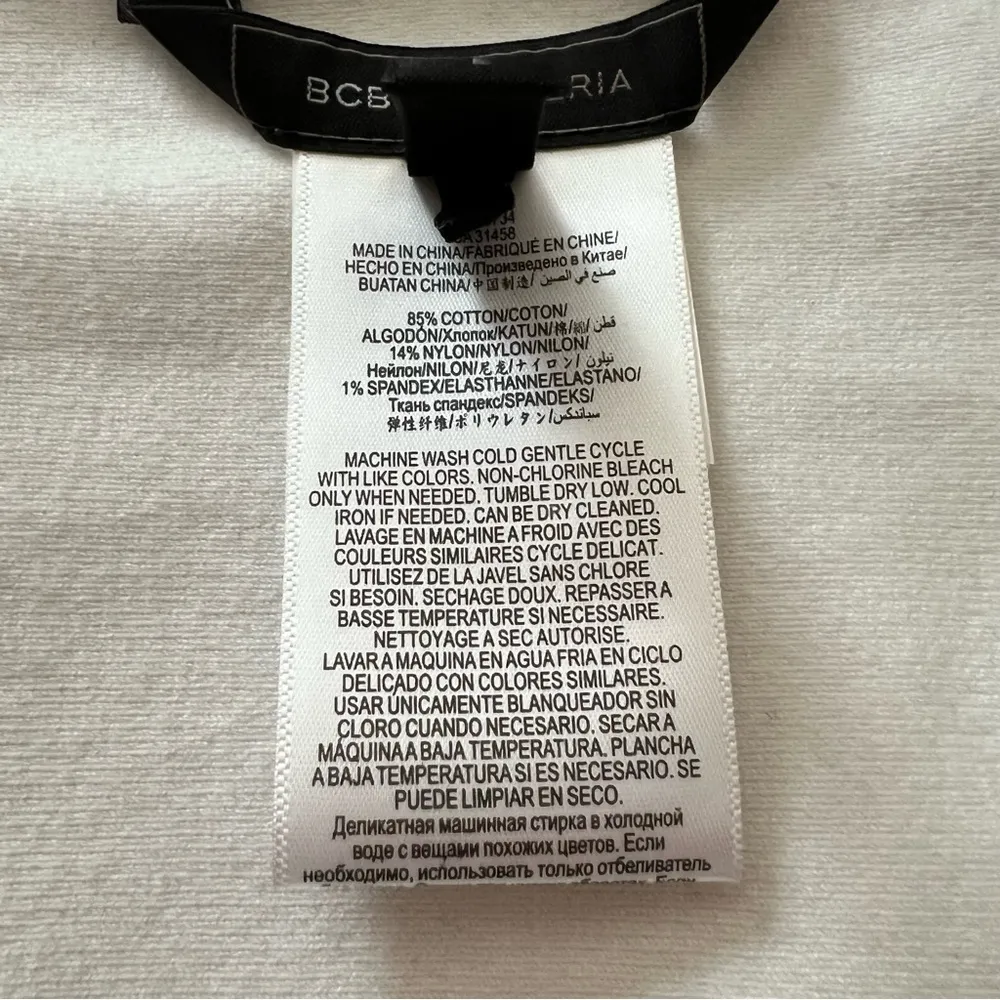 BCB RIA
31458
MADE IN CHINA/FABRIQUÉ EN CHINE/
HECHO EN CHINA/Произведено в Китае/
BUATAN CHINA/中国制造/ صنع في الصين
85% COTTON/COTON/
ALGODÓN/Хлопок/KATUN/棉/綿/قطن
14% NYLON/NYLON/NILON/
Нейлон/NILON/尼龙/ナイロン/ نيلون
1% SPANDEX/ELASTHANNE/ELASTANO/
Ткань спандекс/SPANDEKS/
弹性纤维/ポリウレタン/سباندكس
MACHINE WASH COLD GENTLE CYCLE
WITH LIKE COLORS. NON-CHLORINE BLEACH
ONLY WHEN NEEDED. TUMBLE DRY LOW. COOL
IRON IF NEEDED. CAN BE DRY CLEANED.
LAVAGE EN MACHINE A FROID AVEC DES
COULEURS SIMILAIRES CYCLE DELICAT.
UTILISEZ DE LA JAVEL SANS CHLORE
SI BESOIN. SECHAGE DOUX. REPASSER A
BASSE TEMPERATURE SI NECESSAIRE.
NETTOYAGE A SEC AUTORISE.
LAVAR A MAQUINA EN AGUA FRIA EN CICLO
DELICADO CON COLORES SIMILARES.
USAR ÚNICAMENTE BLANQUEADOR SIN
CLORO CUANDO NECESARIO. SECAR A
MÁQUINA A BAJA TEMPERATURA. PLANCHA
A BAJA TEMPERATURA SI ES NECESARIO. SE
PUEDE LIMPIAR EN SECO.
Деликатная машинная стирка в холодной
воде с вещами похожих цветов. Если
необходимо, использовать только отбеливатель